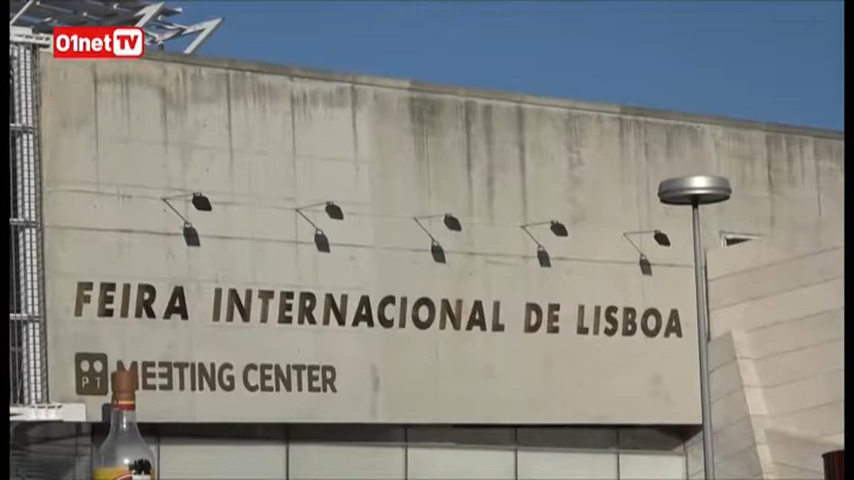 01netTV
FEIRA INTERNACIONAL DE LISBOA
PT MEETING CENTER